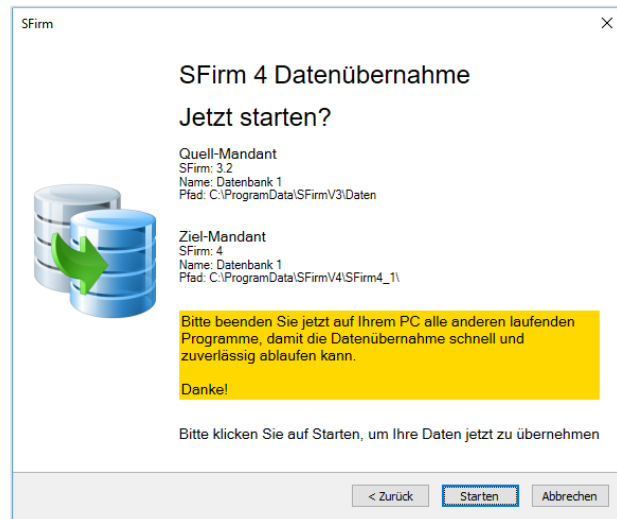 SFirm
SFirm 4 Datenübernahme
Jetzt starten?
Quell-Mandant
SFirm: 3.2
Name: Datenbank 1
Pfad: C:\ProgramData\SFirmV3\Daten
Ziel-Mandant
SFirm: 4
Name: Datenbank 1
Pfad: C:\ProgramData\SFirmV4\SFirm4_1\
Bitte beenden Sie jetzt auf Ihrem PC alle anderen laufenden
Programme, damit die Datenübernahme schnell und
zuverlässig ablaufen kann.
Danke!
Bitte klicken Sie auf Starten, um Ihre Daten jetzt zu übernehmen
< Zurück Starten Abbrechen